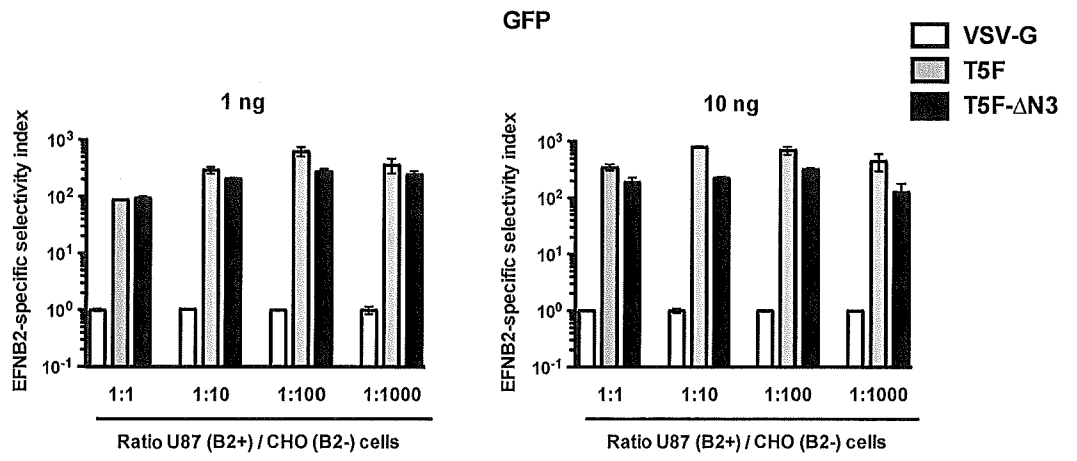 GFP
VSV-G
T5F
T5F-ΔN3
1 ng
EFNB2-specific selectivity index
10³
10²
10¹
10⁰
10⁻¹
1:1
1:10
1:100
1:1000
Ratio U87 (B2+) / CHO (B2-) cells
10 ng
EFNB2-specific selectivity index
10³
10²
10¹
10⁰
10⁻¹
1:1
1:10
1:100
1:1000
Ratio U87 (B2+) / CHO (B2-) cells